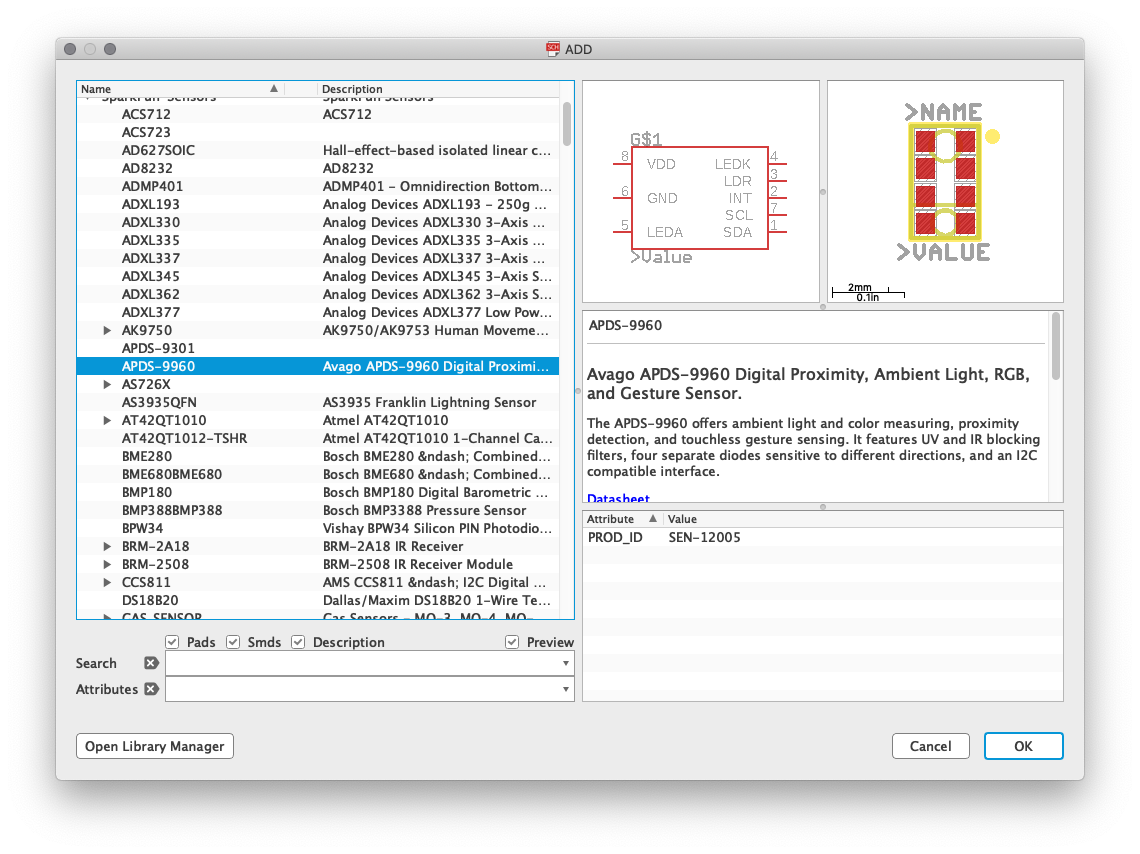 ADD
Name Description
SparkFun-Sensors SparkFun Sensors
ACS712 ACS712
ACS723
AD627SOIC Hall-effect-based isolated linear c...
AD8232 AD8232
ADMP401 ADMP401 - Omnidirection Bottom...
ADXL193 Analog Devices ADXL193 - 250g ...
ADXL330 Analog Devices ADXL330 3-Axis ...
ADXL335 Analog Devices ADXL335 3-Axis ...
ADXL337 Analog Devices ADXL337 3-Axis ...
ADXL345 Analog Devices ADXL345 3-Axis S...
ADXL362 Analog Devices ADXL362 3-Axis S...
ADXL377 Analog Devices ADXL377 Low Pow...
AK9750 AK9750/AK9753 Human Moveme...
APDS-9301
APDS-9960 Avago APDS-9960 Digital Proximi...
AS726X
AS3935QFN AS3935 Franklin Lightning Sensor
AT42QT1010 Atmel AT42QT1010
AT42QT1012-TSHR Atmel AT42QT1010 1-Channel Ca...
BME280 Bosch BME280 &ndash; Combined...
BME680BME680 Bosch BME680 &ndash; Combined...
BMP180 Bosch BMP180 Digital Barometric ...
BMP388BMP388 Bosch BMP3388 Pressure Sensor
BPW34 Vishay BPW34 Silicon PIN Photodio...
BRM-2A18 BRM-2A18 IR Receiver
BRM-2508 BRM-2508 IR Receiver Module
CCS811 AMS CCS811 &ndash; I2C Digital ...
DS18B20 Dallas/Maxim DS18B20 1-Wire Te...
GAS_SENSOR Gas Sensors - MQ-3, MQ-4, MQ-
Pads Smds Description Preview
Search
Attributes
Open Library Manager
G$1
8 VDD LEDK 4
LDR 3
6 GND INT 2
SCL 7
5 LEDA SDA 1
>Value
>NAME
>VALUE
2mm
0.1in
APDS-9960
Avago APDS-9960 Digital Proximity, Ambient Light, RGB,
and Gesture Sensor.
The APDS-9960 offers ambient light and color measuring, proximity
detection, and touchless gesture sensing. It features UV and IR blocking
filters, four separate diodes sensitive to different directions, and an I2C
compatible interface.
Datasheet
Attribute Value
PROD_ID SEN-12005
Cancel OK